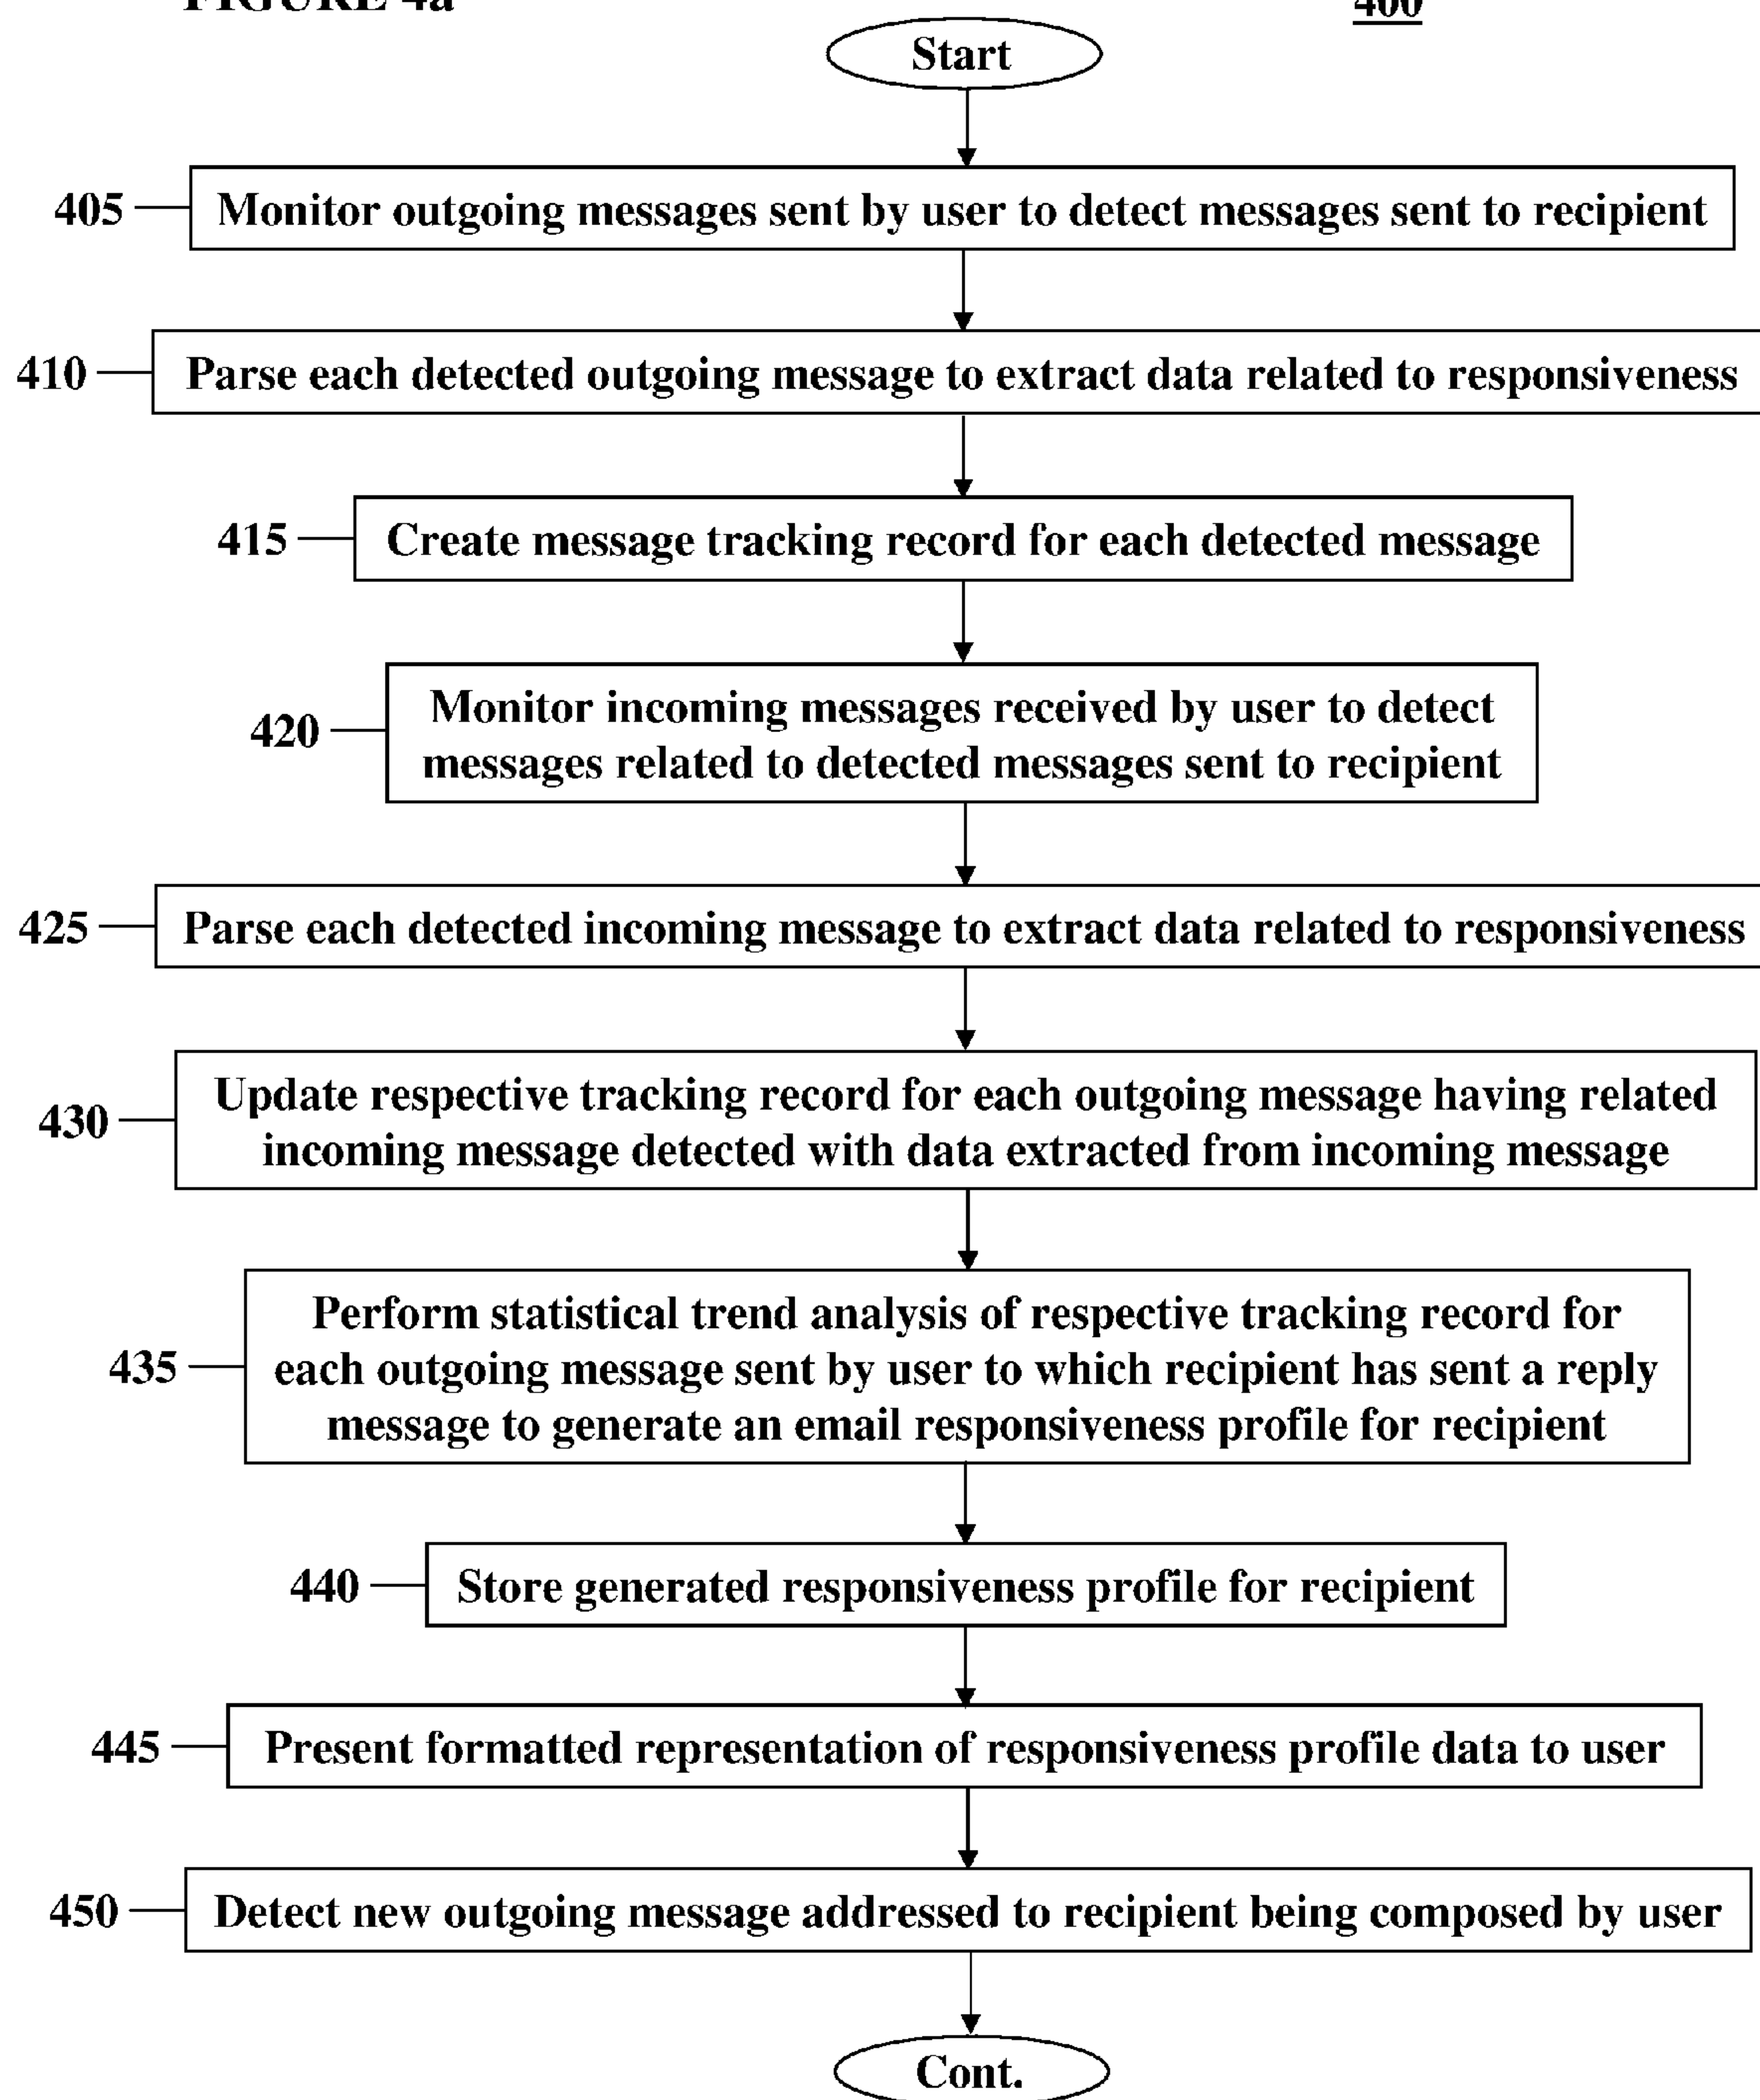 FIGURE 4a
400
Start
405
Monitor outgoing messages sent by user to detect messages sent to recipient
410
Parse each detected outgoing message to extract data related to responsiveness
415
Create message tracking record for each detected message
420
Monitor incoming messages received by user to detect
messages related to detected messages sent to recipient
425
Parse each detected incoming message to extract data related to responsiveness
430
Update respective tracking record for each outgoing message having related
incoming message detected with data extracted from incoming message
435
Perform statistical trend analysis of respective tracking record for
each outgoing message sent by user to which recipient has sent a reply
message to generate an email responsiveness profile for recipient
440
Store generated responsiveness profile for recipient
445
Present formatted representation of responsiveness profile data to user
450
Detect new outgoing message addressed to recipient being composed by user
Cont.